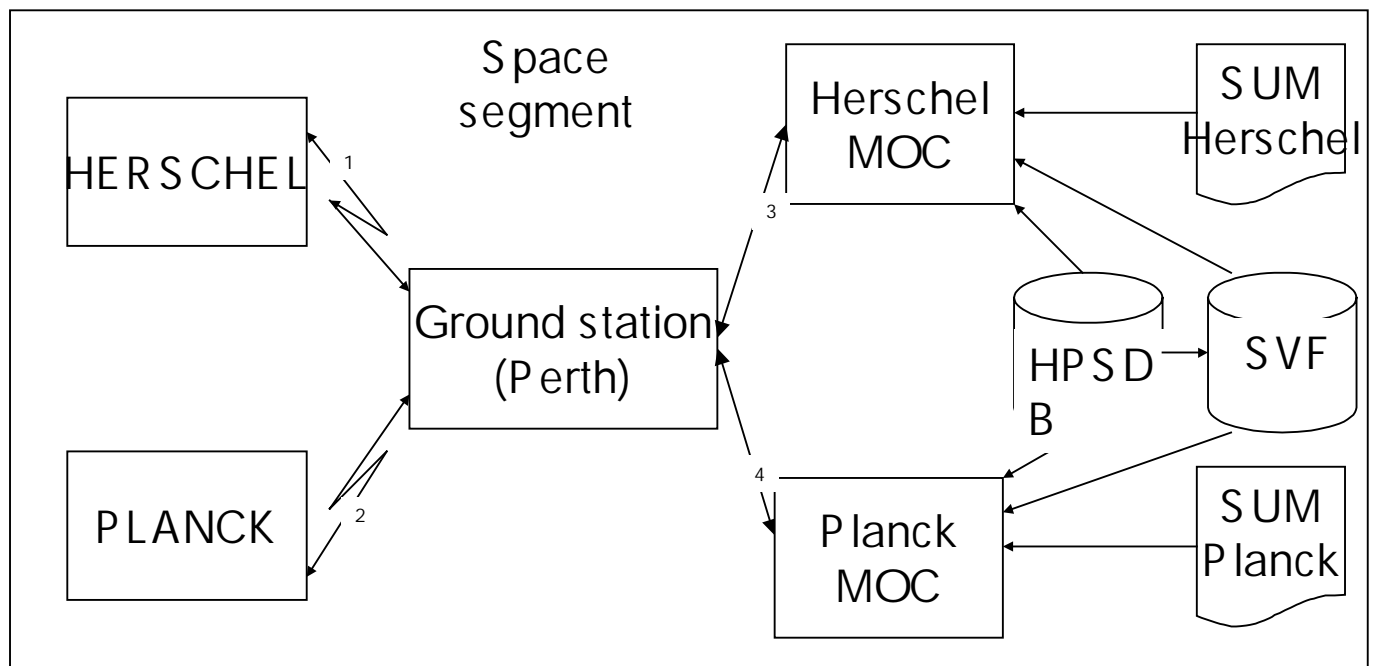 Space
segment
HERSCHEL
1
Herschel
MOC
SUM
Herschel
3
Ground station
(Perth)
HPSD
B
SVF
PLANCK
2
4
Planck
MOC
SUM
Planck